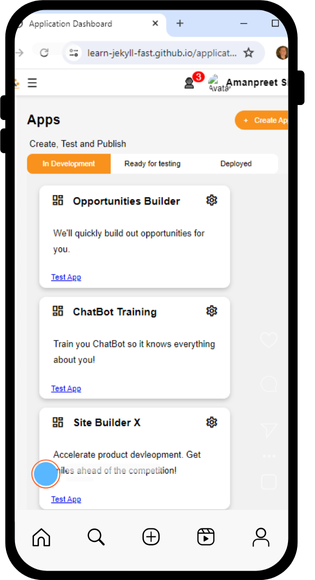 Application Dashboard
learn-jekyll-fast.github.io/applicat...
3
Avata
Amanpreet S
Apps
+ Create Ap
Create, Test and Publish
In Development
Ready for testing
Deployed
Opportunities Builder
We'll quickly build out opportunities for
you.
Test App
ChatBot Training
Train you ChatBot so it knows everything
about you!
Test App
Site Builder X
Accelerate product devleopment. Get
miles ahead of the competition!
Test App